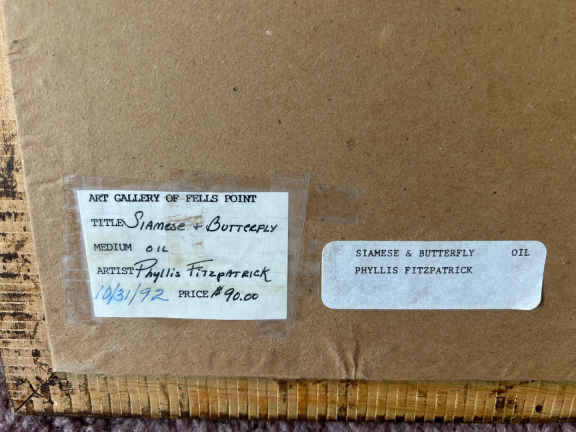 ART GALLERY OF FELLS POINT
TITLE Siamese & Butterfly
MEDIUM OIL
ARTIST Phyllis Fitzpatrick
10/31/92 PRICE $90.00
SIAMESE & BUTTERFLY OIL
PHYLLIS FITZPATRICK